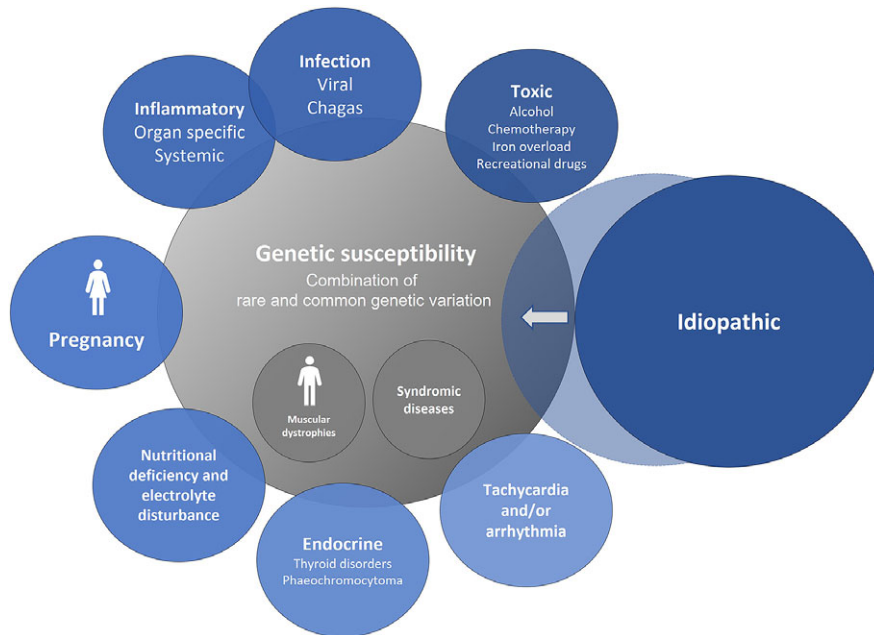 Infection
Viral
Chagas
Inflammatory
Organ specific
Systemic
Toxic
Alcohol
Chemotherapy
Iron overload
Recreational drugs
Genetic susceptibility
Combination of
rare and common genetic variation
Idiopathic
Pregnancy
Muscular
dystrophies
Syndromic
diseases
Nutritional
deficiency and
electrolyte
disturbance
Endocrine
Thyroid disorders
Phaeochromocytoma
Tachycardia
and/or
arrhythmia